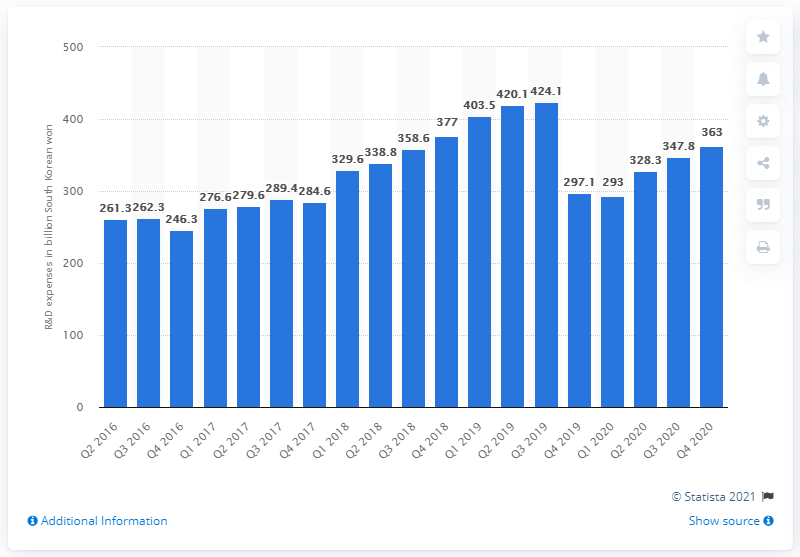 500
400
300
200
100
0
R&D expenses in billion South Korean won
261.3
262.3
246.3
276.6
279.6
289.4
284.6
329.6
338.8
358.6
377
403.5
420.1
424.1
297.1
293
328.3
347.8
363
Q2 2016
Q3 2016
Q4 2016
Q1 2017
Q2 2017
Q3 2017
Q4 2017
Q1 2018
Q2 2018
Q3 2018
Q4 2018
Q1 2019
Q2 2019
Q3 2019
Q4 2019
Q1 2020
Q2 2020
Q3 2020
Q4 2020
© Statista 2021
Additional Information
Show source